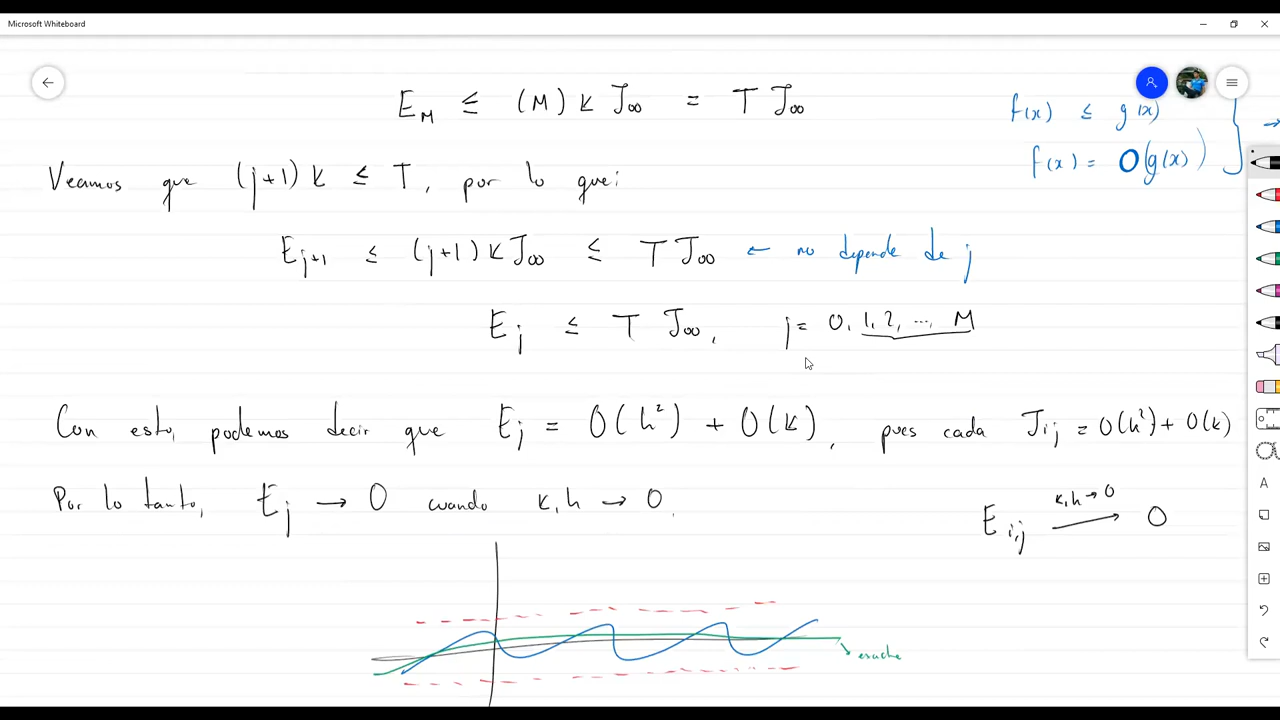 Microsoft Whiteboard
E_M ≤ (M) k J∞ = T J∞
f(x) ≤ g(x)
f(x) = O(g(x))
Veamos que (j+1) k ≤ T, por lo que:
E_{j+1} ≤ (j+1) k J∞ ≤ T J∞ ← no depende de j
E_j ≤ T J∞, j = 0, 1, 2, ..., M
Con esto, podemos decir que E_j = O(h²) + O(k), pues cada J_{ij} = O(h²) + O(k)
Por lo tanto, E_j → 0 cuando k, h → 0.
k, h → 0
E_{i,j} → 0